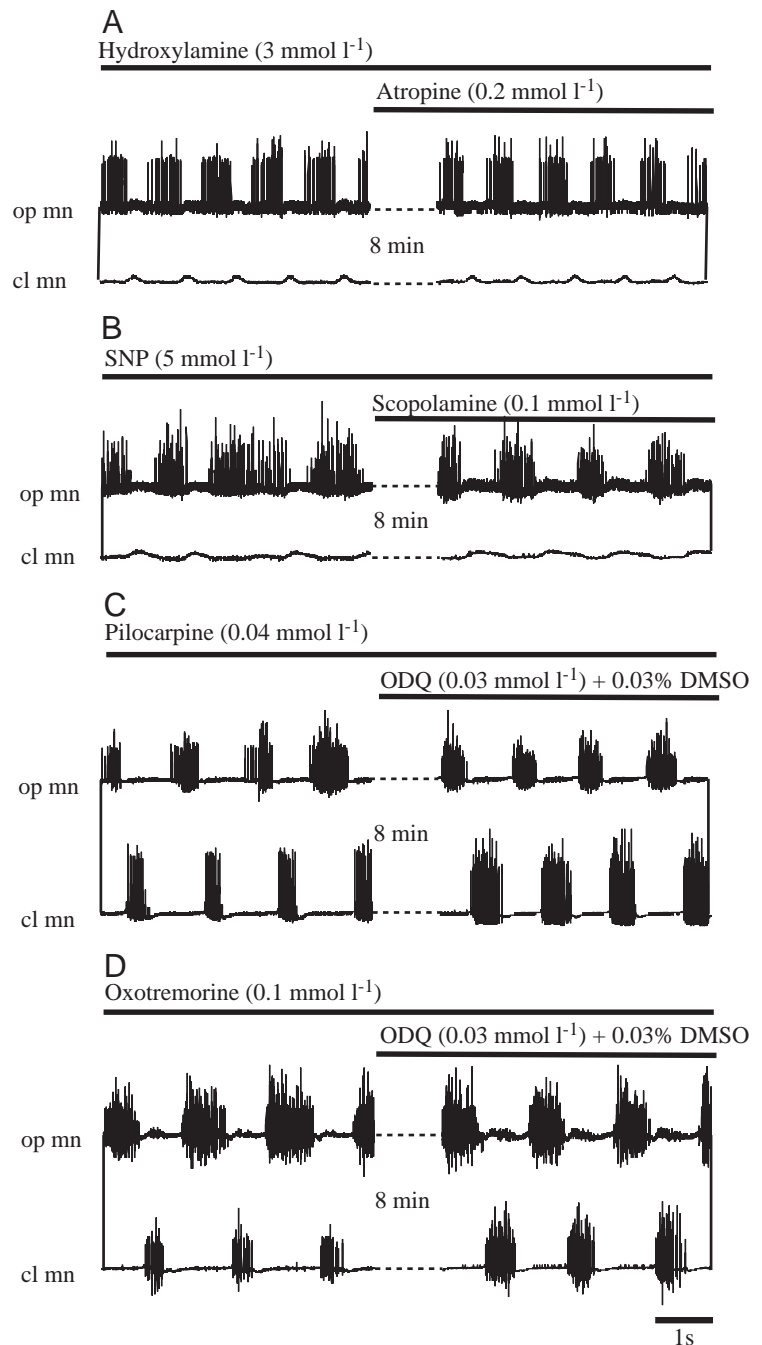 A
Hydroxylamine (3 mmol l⁻¹)
Atropine (0.2 mmol l⁻¹)
op mn
8 min
cl mn
B
SNP (5 mmol l⁻¹)
Scopolamine (0.1 mmol l⁻¹)
op mn
8 min
cl mn
C
Pilocarpine (0.04 mmol l⁻¹)
ODQ (0.03 mmol l⁻¹) + 0.03% DMSO
op mn
8 min
cl mn
D
Oxotremorine (0.1 mmol l⁻¹)
ODQ (0.03 mmol l⁻¹) + 0.03% DMSO
op mn
8 min
cl mn
1s